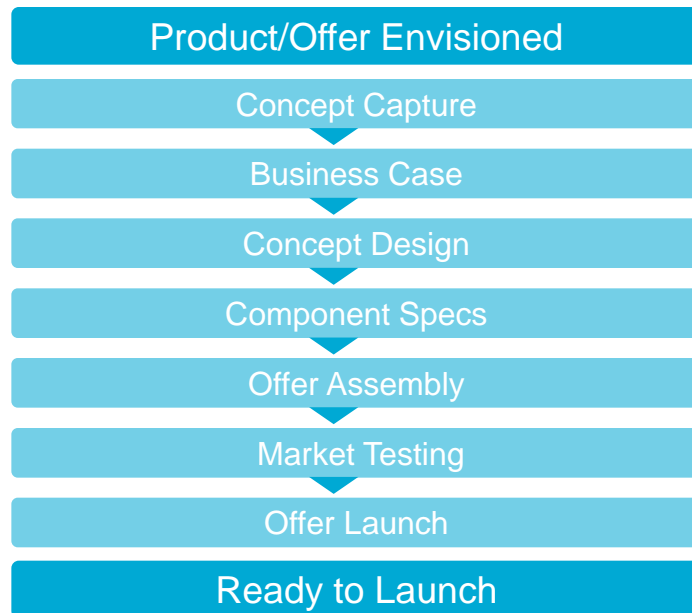 Product/Offer Envisioned
Concept Capture
Business Case
Concept Design
Component Specs
Offer Assembly
Market Testing
Offer Launch
Ready to Launch